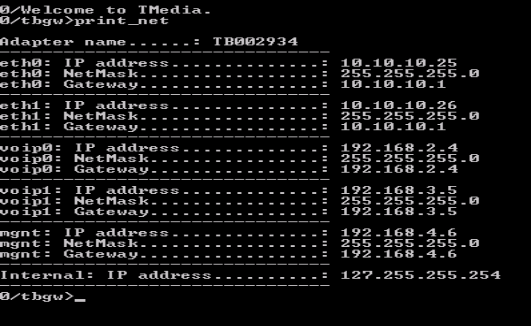 0/Welcome to TMedia.
0/tbgw>print_net
Adapter name......: TB002934
-------------------------------
eth0: IP address...............: 10.10.10.25
eth0: NetMask..................: 255.255.255.0
eth0: Gateway..................: 10.10.10.1
-------------------------------
eth1: IP address...............: 10.10.10.26
eth1: NetMask..................: 255.255.255.0
eth1: Gateway..................: 10.10.10.1
-------------------------------
voip0: IP address..............: 192.168.2.4
voip0: NetMask.................: 255.255.255.0
voip0: Gateway.................: 192.168.2.4
-------------------------------
voip1: IP address..............: 192.168.3.5
voip1: NetMask.................: 255.255.255.0
voip1: Gateway.................: 192.168.3.5
-------------------------------
mgnt: IP address...............: 192.168.4.6
mgnt: NetMask..................: 255.255.255.0
mgnt: Gateway..................: 192.168.4.6
-------------------------------
Internal: IP address..........: 127.255.255.254
-------------------------------
0/tbgw>_